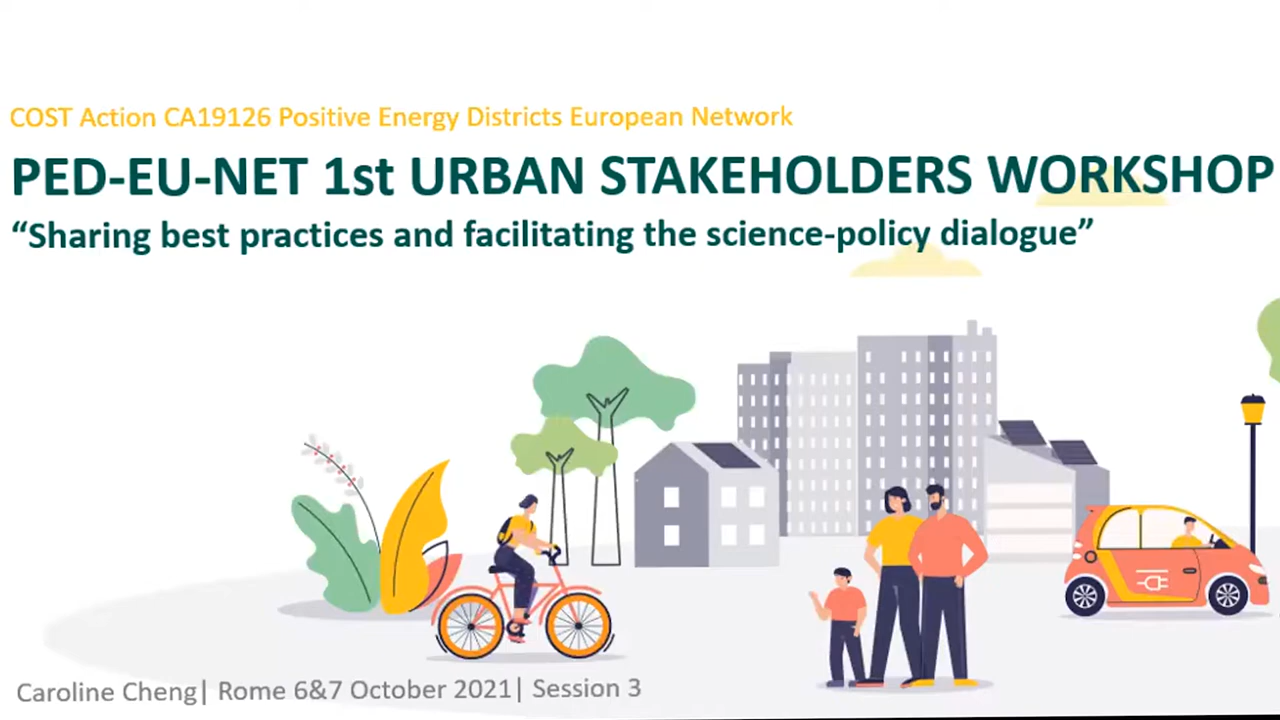 COST Action CA19126 Positive Energy Districts European Network
PED-EU-NET 1st URBAN STAKEHOLDERS WORKSHOP
“Sharing best practices and facilitating the science-policy dialogue”
Caroline Cheng| Rome 6&7 October 2021| Session 3